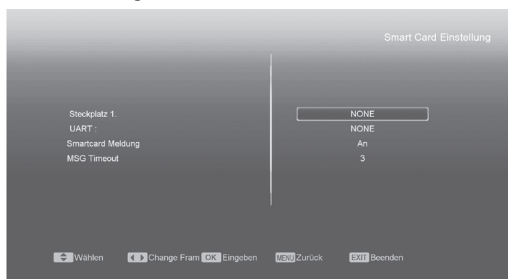 Smart Card Einstellung
Steckplatz 1. NONE
UART : NONE
Smartcard Meldung An
MSG Timeout 3
Wählen Change Fram OK Eingeben MENU Zurück EXIT Beenden